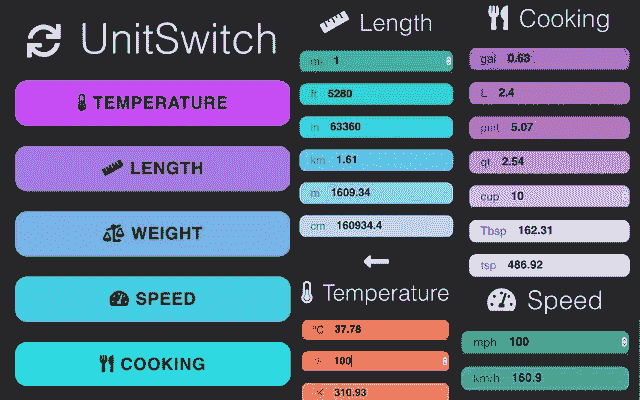 UnitSwitch
TEMPERATURE
LENGTH
WEIGHT
SPEED
COOKING
Length
mi 1
ft 5280
in 63360
km 1.61
m 1609.34
cm 160934.4
Temperature
°C 37.78
°F 100
K 310.93
Cooking
gal 0.63
L 2.4
pint 5.07
qt 2.54
cup 10
Tbsp 162.31
tsp 486.92
Speed
mph 100
km/h 160.9